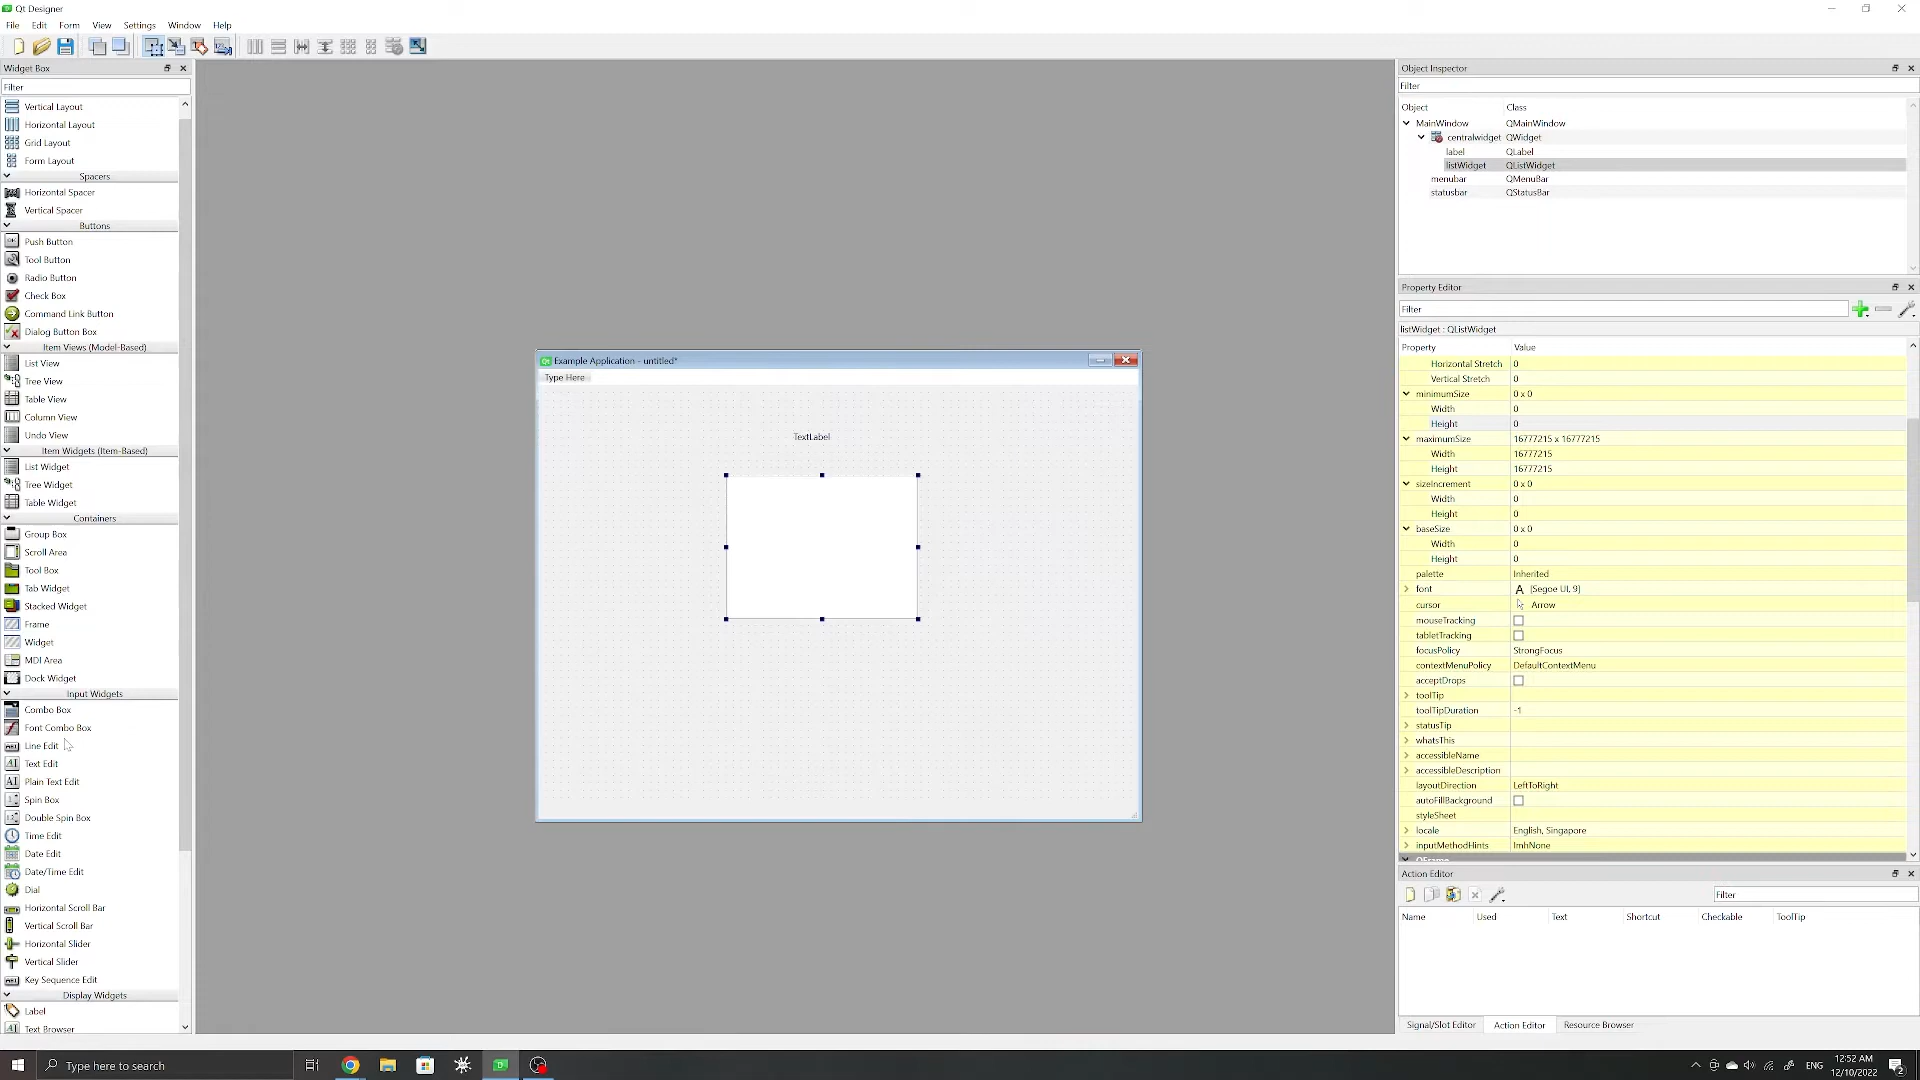 Qt Designer
File Edit Form View Settings Window Help
Widget Box
Filter
Vertical Layout
Horizontal Layout
Grid Layout
Form Layout
Spacers
Horizontal Spacer
Vertical Spacer
Buttons
Push Button
Tool Button
Radio Button
Check Box
Command Link Button
Dialog Button Box
Item Views (Model-Based)
List View
Tree View
Table View
Column View
Undo View
Item Widgets (Item-Based)
List Widget
Tree Widget
Table Widget
Containers
Group Box
Scroll Area
Tool Box
Tab Widget
Stacked Widget
Frame
Widget
MDI Area
Dock Widget
Input Widgets
Combo Box
Font Combo Box
Line Edit
Text Edit
Plain Text Edit
Spin Box
Double Spin Box
Time Edit
Date Edit
Date/Time Edit
Dial
Horizontal Scroll Bar
Vertical Scroll Bar
Horizontal Slider
Vertical Slider
Key Sequence Edit
Display Widgets
Label
Text Browser
Example Application - untitled*
Type Here
TextLabel
Object Inspector
Filter
Object Class
MainWindow QMainWindow
centralwidget QWidget
label QLabel
listWidget QListWidget
menubar QMenuBar
statusbar QStatusBar
Property Editor
Filter
listWidget : QListWidget
Property Value
Horizontal Stretch 0
Vertical Stretch 0
minimumSize 0 x 0
Width 0
Height 0
maximumSize 16777215 x 16777215
Width 16777215
Height 16777215
sizeIncrement 0 x 0
Width 0
Height 0
baseSize 0 x 0
Width 0
Height 0
palette Inherited
font A [Segoe UI, 9]
cursor Arrow
mouseTracking
tabletTracking
focusPolicy StrongFocus
contextMenuPolicy DefaultContextMenu
acceptDrops
toolTip
toolTipDuration -1
statusTip
whatsThis
accessibleName
accessibleDescription
layoutDirection LeftToRight
autoFillBackground
styleSheet
locale English, Singapore
inputMethodHints ImhNone
QFrame
Action Editor
Filter
Name Used Text Shortcut Checkable ToolTip
Signal/Slot Editor Action Editor Resource Browser
Type here to search
ENG
12:52 AM
12/10/2022
2